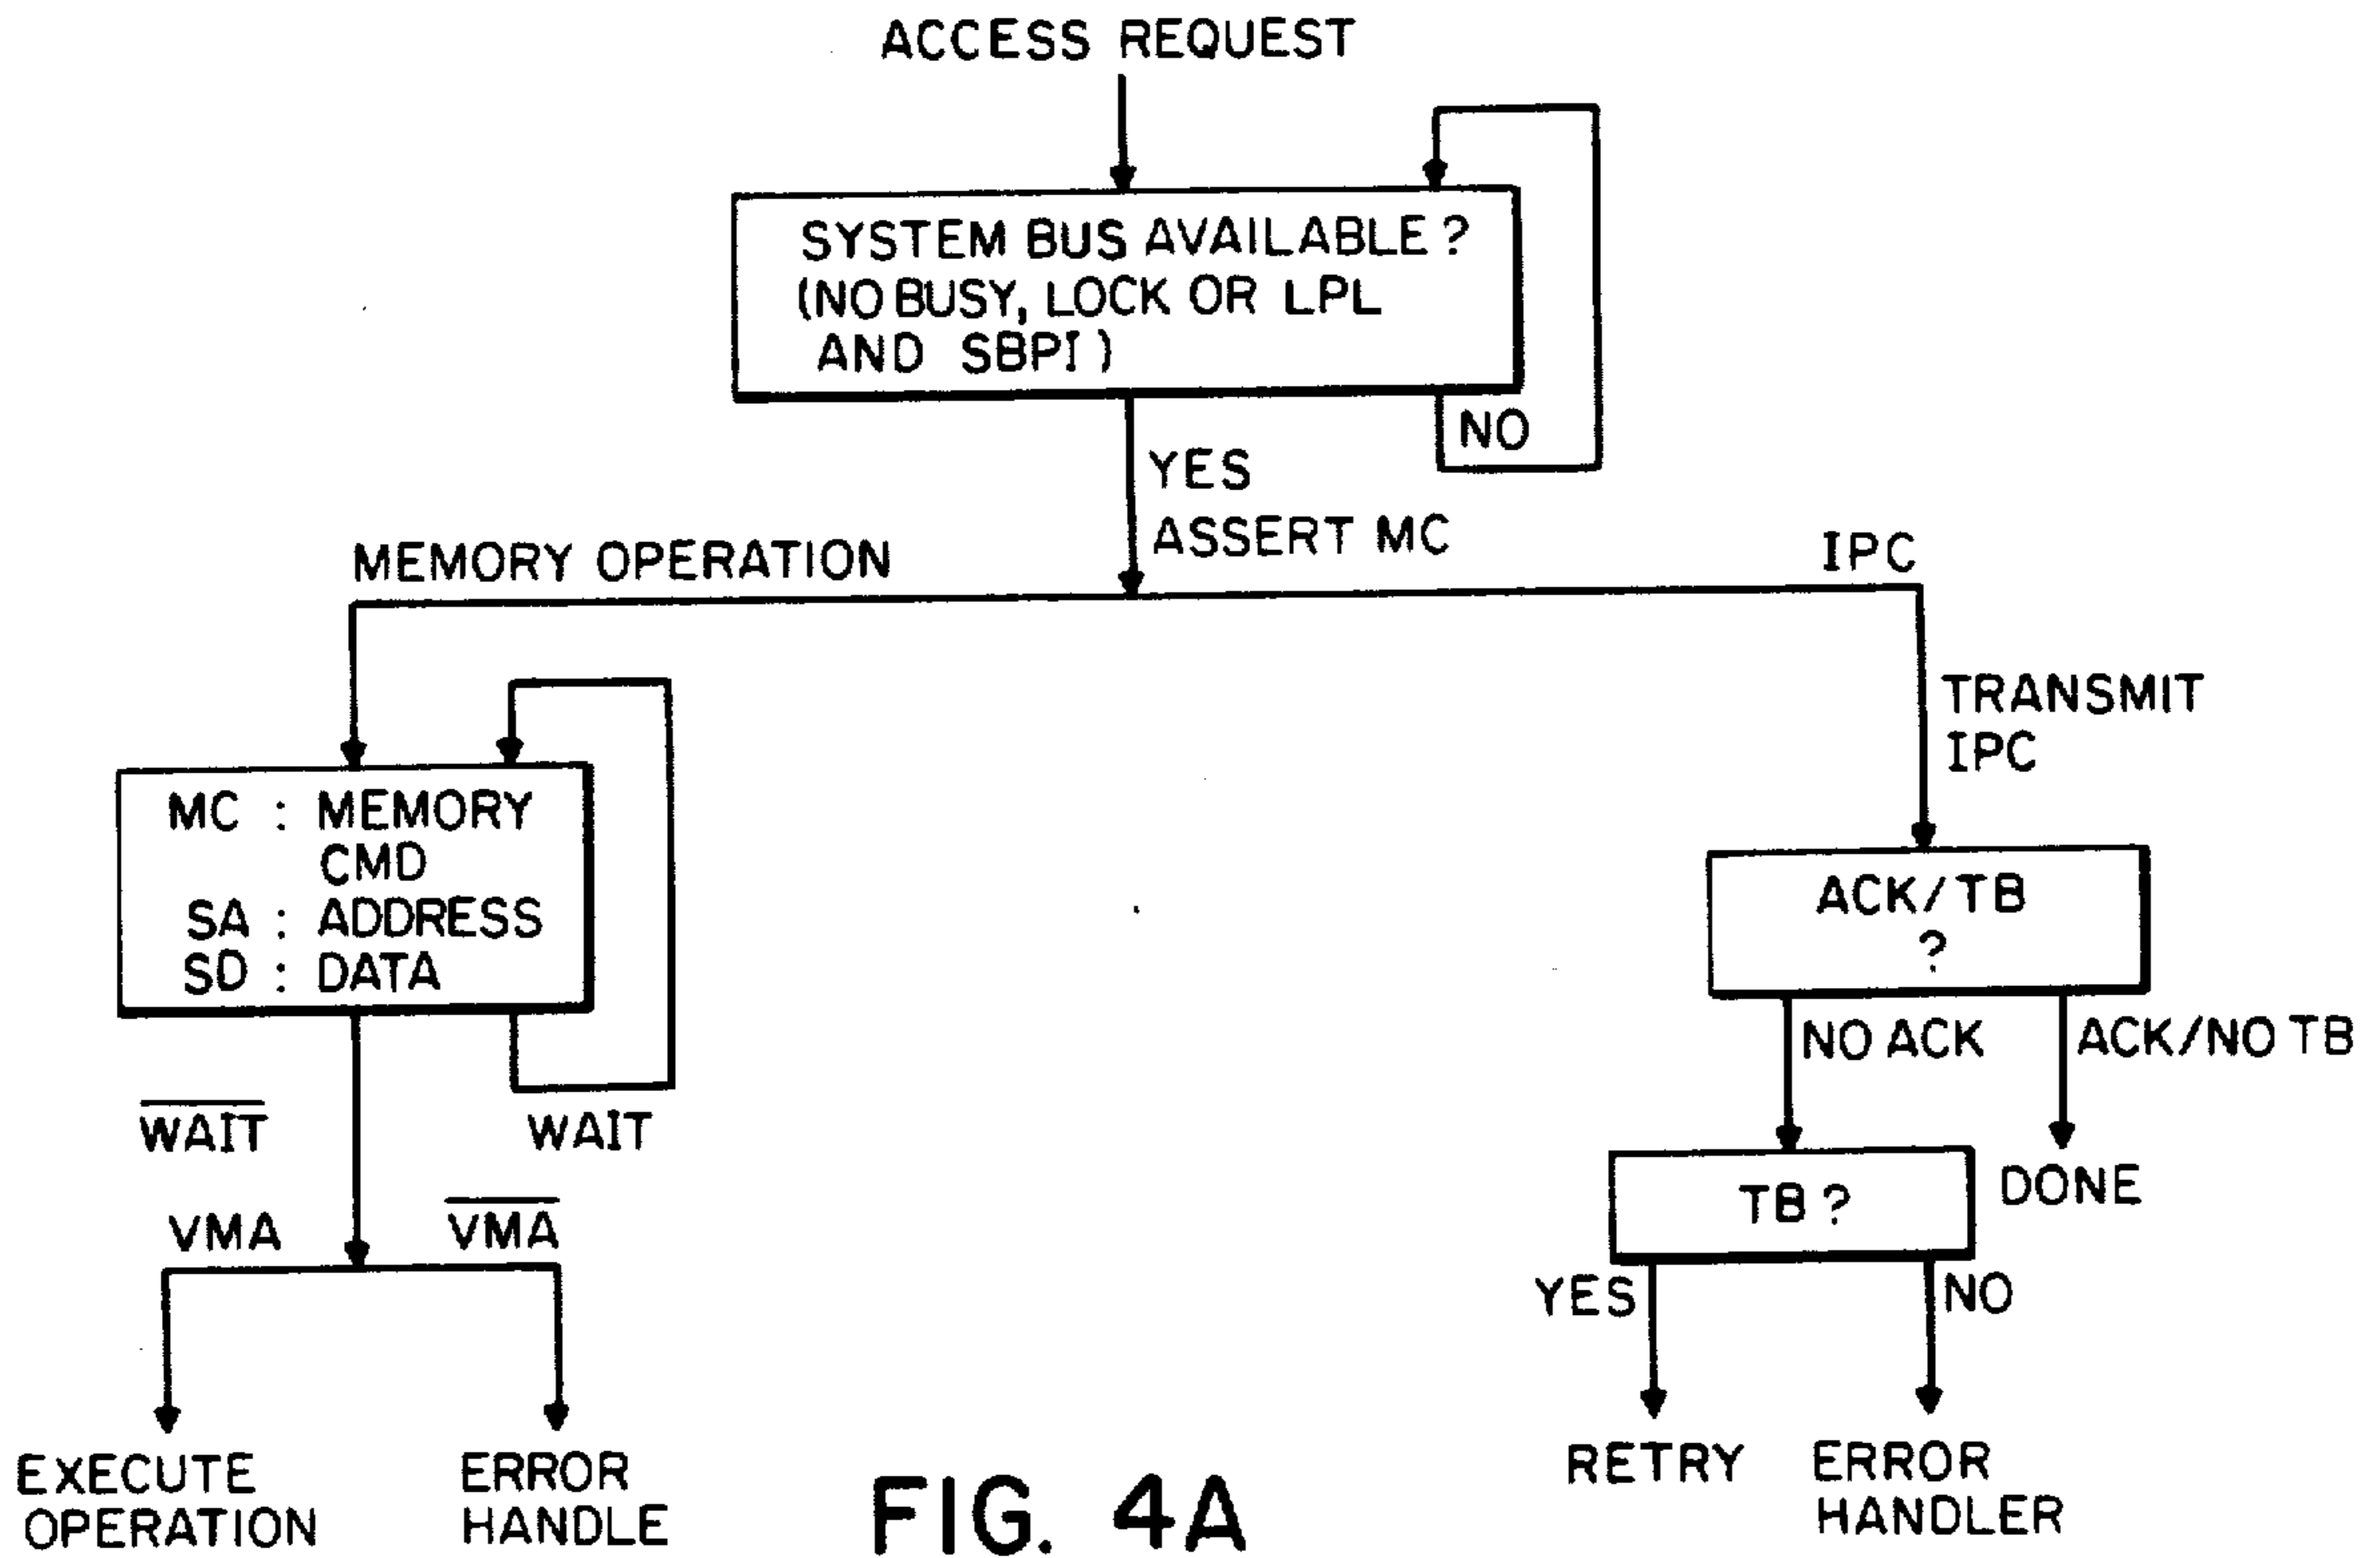 ACCESS REQUEST
SYSTEM BUS AVAILABLE ?
(NO BUSY, LOCK OR LPL
AND SBPI )
NO
YES
ASSERT MC
MEMORY OPERATION
IPC
TRANSMIT
IPC
MC : MEMORY
CMD
SA : ADDRESS
SD : DATA
ACK/TB
?
NO ACK
ACK/NO TB
WAIT
WAIT
TB ?
DONE
VMA
VMA
YES
NO
EXECUTE
OPERATION
ERROR
HANDLE
RETRY
ERROR
HANDLER
FIG. 4A